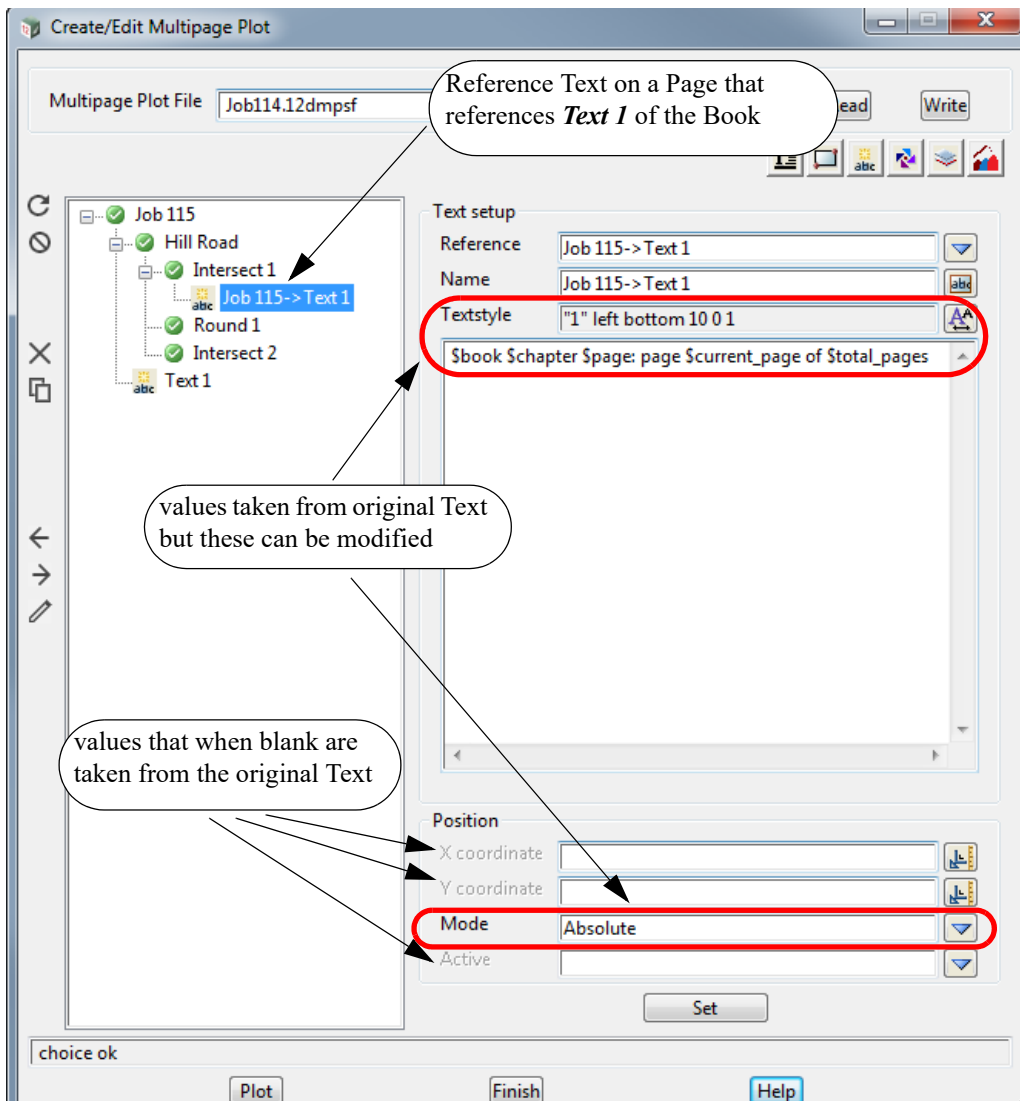 Create/Edit Multipage Plot
Reference Text on a Page that
references Text 1 of the Book
Multipage Plot File Job114.12dmpsf Write
Job 115
Hill Road
Intersect 1
Job 115->Text 1
Round 1
Intersect 2
Text 1
Text setup
Reference Job 115->Text 1
Name Job 115->Text 1
Textstyle "1" left bottom 10 0 1
$book $chapter $page: page $current_page of $total_pages
values taken from original Text
but these can be modified
values that when blank are
taken from the original Text
Position
X coordinate
Y coordinate
Mode Absolute
Active
Set
choice ok
Plot Finish Help